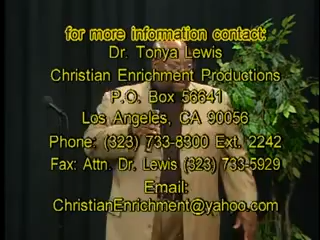 for more information contact:
Dr. Tonya Lewis
Christian Enrichment Productions
P.O. Box 56641
Los Angeles, CA 90056
Phone: (323) 733-8300 Ext. 2242
Fax: Attn. Dr. Lewis (323) 733-5929
Email:
ChristianEnrichment@yahoo.com